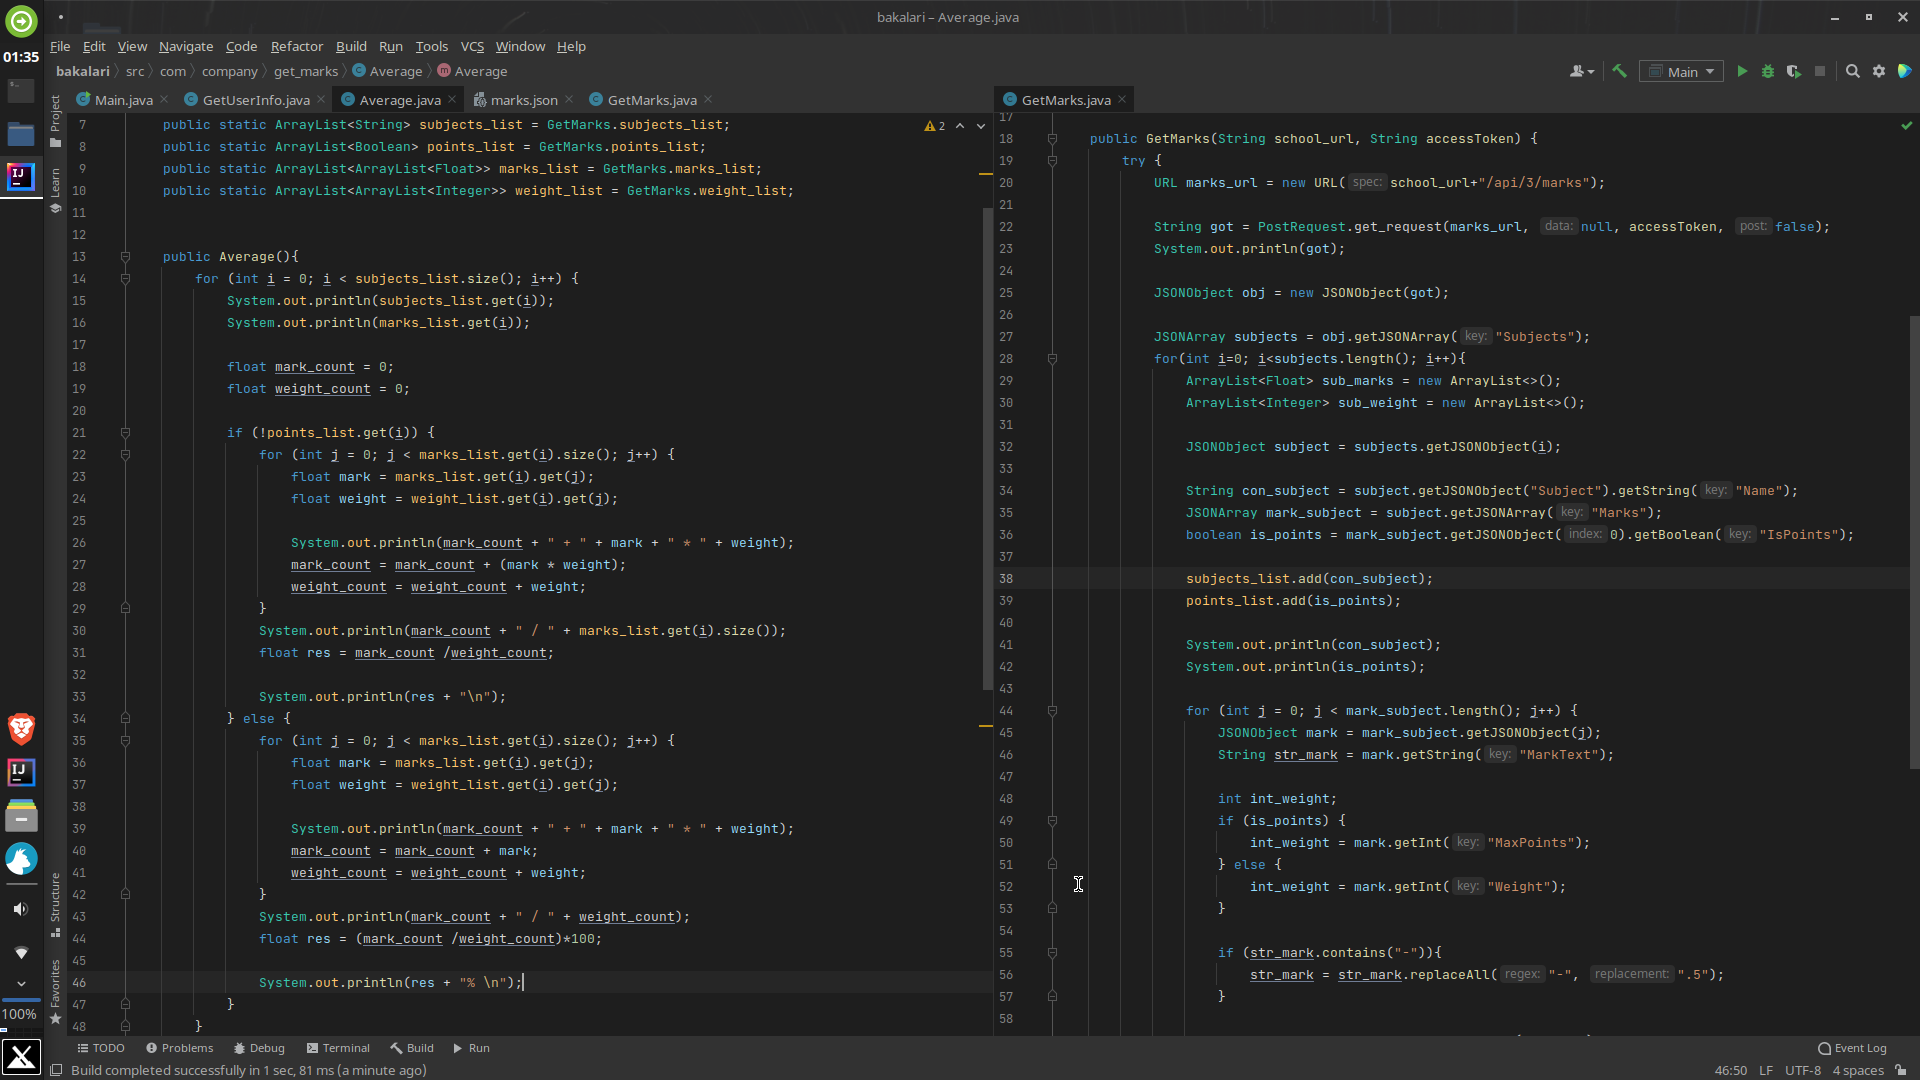 bakalari – Average.java
01:35
File Edit View Navigate Code Refactor Build Run Tools VCS Window Help
bakalari src com company get_marks Average Average
Main
Main.java GetUserInfo.java Average.java marks.json GetMarks.java
GetMarks.java
Project
Learn
Structure
Favorites
2
7 public static ArrayList<String> subjects_list = GetMarks.subjects_list;
8 public static ArrayList<Boolean> points_list = GetMarks.points_list;
9 public static ArrayList<ArrayList<Float>> marks_list = GetMarks.marks_list;
10 public static ArrayList<ArrayList<Integer>> weight_list = GetMarks.weight_list;
11
12
13 public Average(){
14 for (int i = 0; i < subjects_list.size(); i++) {
15 System.out.println(subjects_list.get(i));
16 System.out.println(marks_list.get(i));
17
18 float mark_count = 0;
19 float weight_count = 0;
20
21 if (!points_list.get(i)) {
22 for (int j = 0; j < marks_list.get(i).size(); j++) {
23 float mark = marks_list.get(i).get(j);
24 float weight = weight_list.get(i).get(j);
25
26 System.out.println(mark_count + " + " + mark + " * " + weight);
27 mark_count = mark_count + (mark * weight);
28 weight_count = weight_count + weight;
29 }
30 System.out.println(mark_count + " / " + marks_list.get(i).size());
31 float res = mark_count /weight_count;
32
33 System.out.println(res + "\n");
34 } else {
35 for (int j = 0; j < marks_list.get(i).size(); j++) {
36 float mark = marks_list.get(i).get(j);
37 float weight = weight_list.get(i).get(j);
38
39 System.out.println(mark_count + " + " + mark + " * " + weight);
40 mark_count = mark_count + mark;
41 weight_count = weight_count + weight;
42 }
43 System.out.println(mark_count + " / " + weight_count);
44 float res = (mark_count /weight_count)*100;
45
46 System.out.println(res + "% \n");
47 }
48 }
17
18 public GetMarks(String school_url, String accessToken) {
19 try {
20 URL marks_url = new URL( spec: school_url+"/api/3/marks");
21
22 String got = PostRequest.get_request(marks_url, data: null, accessToken, post: false);
23 System.out.println(got);
24
25 JSONObject obj = new JSONObject(got);
26
27 JSONArray subjects = obj.getJSONArray( key: "Subjects");
28 for(int i=0; i<subjects.length(); i++){
29 ArrayList<Float> sub_marks = new ArrayList<>();
30 ArrayList<Integer> sub_weight = new ArrayList<>();
31
32 JSONObject subject = subjects.getJSONObject(i);
33
34 String con_subject = subject.getJSONObject("Subject").getString( key: "Name");
35 JSONArray mark_subject = subject.getJSONArray( key: "Marks");
36 boolean is_points = mark_subject.getJSONObject( index: 0).getBoolean( key: "IsPoints");
37
38 subjects_list.add(con_subject);
39 points_list.add(is_points);
40
41 System.out.println(con_subject);
42 System.out.println(is_points);
43
44 for (int j = 0; j < mark_subject.length(); j++) {
45 JSONObject mark = mark_subject.getJSONObject(j);
46 String str_mark = mark.getString( key: "MarkText");
47
48 int int_weight;
49 if (is_points) {
50 int_weight = mark.getInt( key: "MaxPoints");
51 } else {
52 int_weight = mark.getInt( key: "Weight");
53 }
54
55 if (str_mark.contains("-")){
56 str_mark = str_mark.replaceAll( regex: "-", replacement: ".5");
57 }
58
100%
TODO Problems Debug Terminal Build Run Event Log
Build completed successfully in 1 sec, 81 ms (a minute ago) 46:50 LF UTF-8 4 spaces